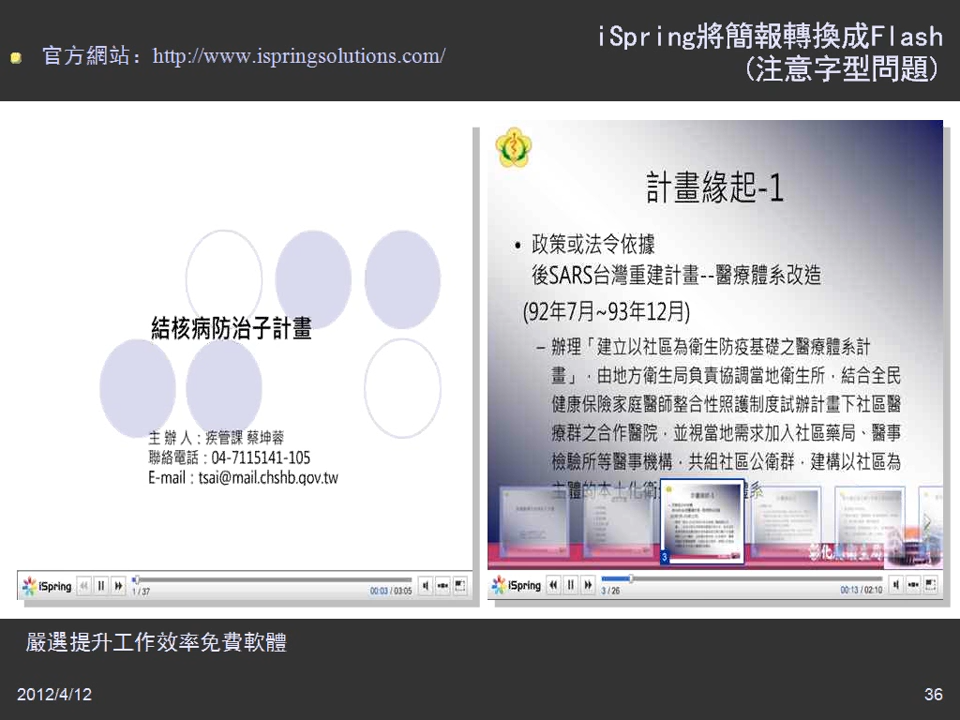 iSpring將簡報轉換成Flash
(注意字型問題)
官方網站：http://www.ispringsolutions.com/
結核病防治子計畫
主 辦 人：疾管課 蔡坤蓉
聯絡電話：04-7115141-105
E-mail：tsai@mail.chshb.gov.tw
iSpring
1 / 37
00:03 / 03:05
計畫緣起-1
• 政策或法令依據
後SARS台灣重建計畫--醫療體系改造
(92年7月~93年12月)
– 辦理「建立以社區為衛生防疫基礎之醫療體系計
畫」，由地方衛生局負責協調當地衛生所，結合全民
健康保險家庭醫師整合性照護制度試辦計畫下社區醫
療群之合作醫院，並視當地需求加入社區藥局、醫事
檢驗所等醫事機構，共組社區公衛群，建構以社區為
主體的本土化衛
系
3
iSpring
3 / 26
00:13 / 02:10
嚴選提升工作效率免費軟體
2012/4/12
36